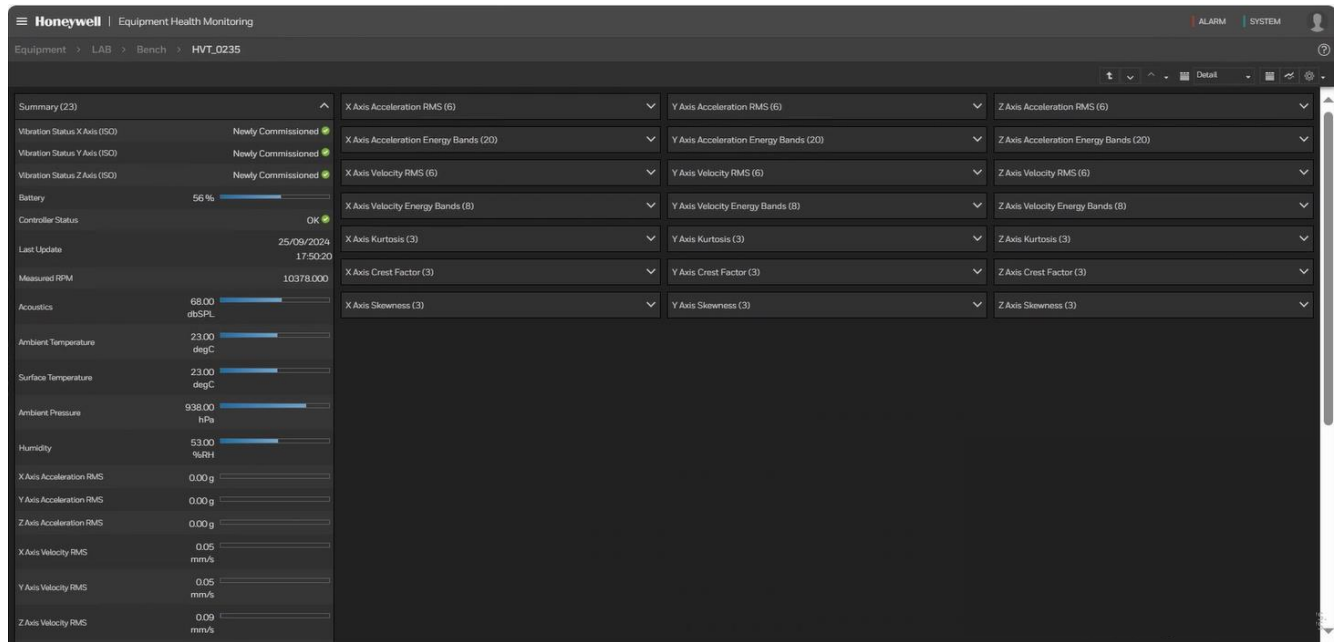 Honeywell | Equipment Health Monitoring
ALARM
SYSTEM
Equipment > LAB > Bench > HVT_0235
Detail
Summary (23)
Vibration Status X Axis (ISO) Newly Commissioned
Vibration Status Y Axis (ISO) Newly Commissioned
Vibration Status Z Axis (ISO) Newly Commissioned
Battery 56 %
Controller Status OK
Last Update 25/09/2024
17:50:20
Measured RPM 10378.000
Acoustics 68.00
dbSPL
Ambient Temperature 23.00
degC
Surface Temperature 23.00
degC
Ambient Pressure 938.00
hPa
Humidity 53.00
%RH
X Axis Acceleration RMS 0.00 g
Y Axis Acceleration RMS 0.00 g
Z Axis Acceleration RMS 0.00 g
X Axis Velocity RMS 0.05
mm/s
Y Axis Velocity RMS 0.05
mm/s
Z Axis Velocity RMS 0.09
mm/s
X Axis Acceleration RMS (6)
X Axis Acceleration Energy Bands (20)
X Axis Velocity RMS (6)
X Axis Velocity Energy Bands (8)
X Axis Kurtosis (3)
X Axis Crest Factor (3)
X Axis Skewness (3)
Y Axis Acceleration RMS (6)
Y Axis Acceleration Energy Bands (20)
Y Axis Velocity RMS (6)
Y Axis Velocity Energy Bands (8)
Y Axis Kurtosis (3)
Y Axis Crest Factor (3)
Y Axis Skewness (3)
Z Axis Acceleration RMS (6)
Z Axis Acceleration Energy Bands (20)
Z Axis Velocity RMS (6)
Z Axis Velocity Energy Bands (8)
Z Axis Kurtosis (3)
Z Axis Crest Factor (3)
Z Axis Skewness (3)